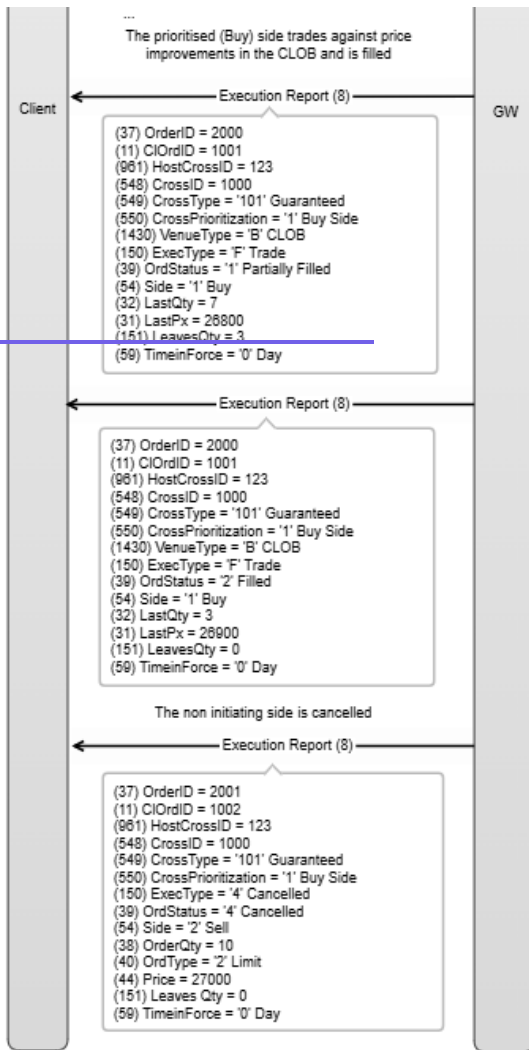 ...
The prioritised (Buy) side trades against price
improvements in the CLOB and is filled
Execution Report (8)
Client
GW
(37) OrderID = 2000
(11) ClOrdID = 1001
(961) HostCrossID = 123
(548) CrossID = 1000
(549) CrossType = '101' Guaranteed
(550) CrossPrioritization = '1' Buy Side
(1430) VenueType = 'B' CLOB
(150) ExecType = 'F' Trade
(39) OrdStatus = '1' Partially Filled
(54) Side = '1' Buy
(32) LastQty = 7
(31) LastPx = 26800
(151) LeavesQty = 3
(59) TimeinForce = '0' Day
Execution Report (8)
(37) OrderID = 2000
(11) ClOrdID = 1001
(961) HostCrossID = 123
(548) CrossID = 1000
(549) CrossType = '101' Guaranteed
(550) CrossPrioritization = '1' Buy Side
(1430) VenueType = 'B' CLOB
(150) ExecType = 'F' Trade
(39) OrdStatus = '2' Filled
(54) Side = '1' Buy
(32) LastQty = 3
(31) LastPx = 26900
(151) LeavesQty = 0
(59) TimeinForce = '0' Day
The non initiating side is cancelled
Execution Report (8)
(37) OrderID = 2001
(11) ClOrdID = 1002
(961) HostCrossID = 123
(548) CrossID = 1000
(549) CrossType = '101' Guaranteed
(550) CrossPrioritization = '1' Buy Side
(150) ExecType = '4' Cancelled
(39) OrdStatus = '4' Cancelled
(54) Side = '2' Sell
(38) OrderQty = 10
(40) OrdType = '2' Limit
(44) Price = 27000
(151) Leaves Qty = 0
(59) TimeinForce = '0' Day